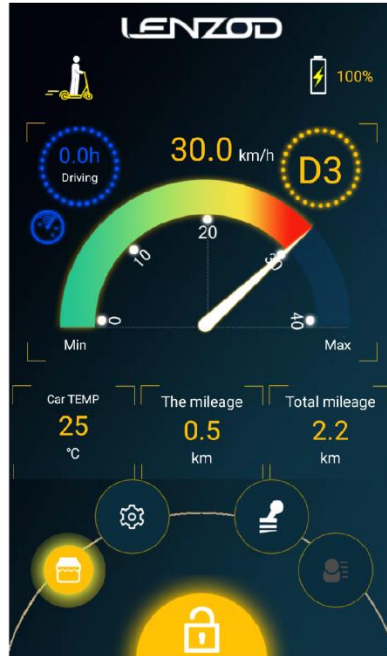 LENZOD
100%
0.0h
Driving
30.0 km/h
D3
0
10
20
30
40
Min
Max
Car TEMP
25
°C
The mileage
0.5
km
Total mileage
2.2
km